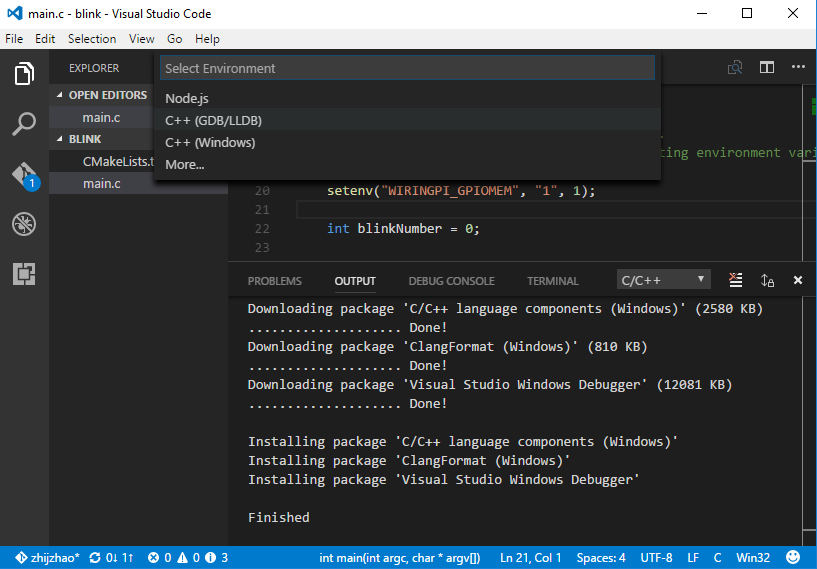 main.c - blink - Visual Studio Code
File Edit Selection View Go Help
EXPLORER
OPEN EDITORS
main.c
BLINK
CMakeLists.t
main.c
1
Select Environment
Node.js
C++ (GDB/LLDB)
C++ (Windows)
More...
ting environment vari
20 setenv("WIRINGPI_GPIOMEM", "1", 1);
21
22 int blinkNumber = 0;
23
PROBLEMS OUTPUT DEBUG CONSOLE TERMINAL C/C++
Downloading package 'C/C++ language components (Windows)' (2580 KB)
.................... Done!
Downloading package 'ClangFormat (Windows)' (810 KB)
.................... Done!
Downloading package 'Visual Studio Windows Debugger' (12081 KB)
.................... Done!
Installing package 'C/C++ language components (Windows)'
Installing package 'ClangFormat (Windows)'
Installing package 'Visual Studio Windows Debugger'
Finished
zhijzhao* 0↓ 1↑ 0 0 3 int main(int argc, char * argv[]) Ln 21, Col 1 Spaces: 4 UTF-8 LF C Win32